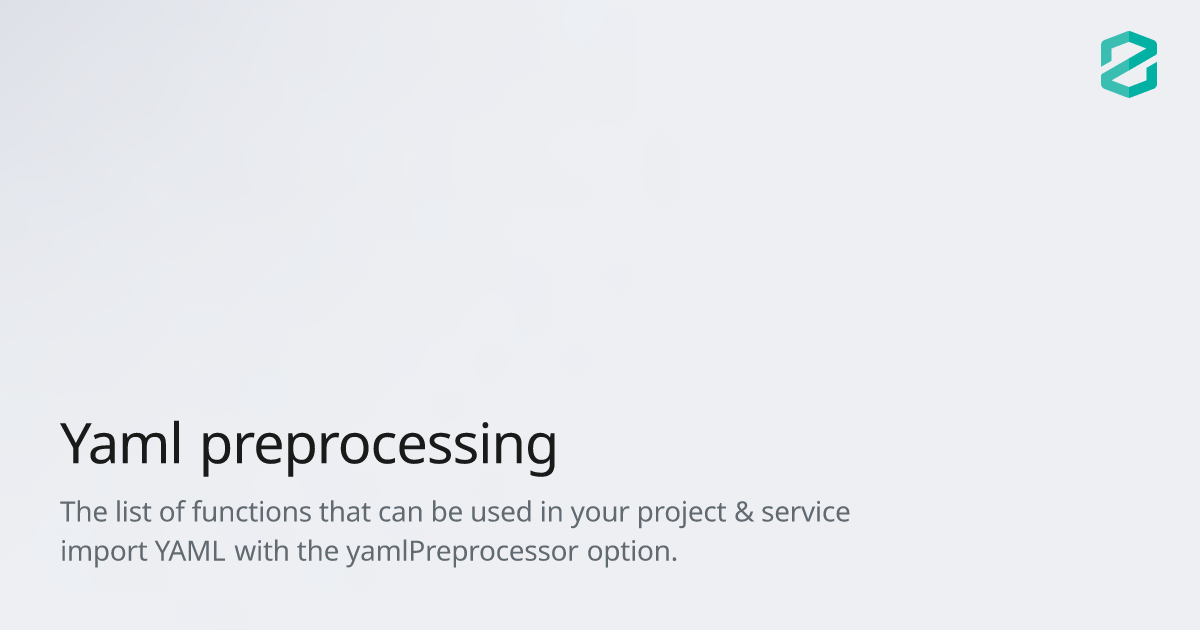 Yaml preprocessing
The list of functions that can be used in your project & service
import YAML with the yamlPreprocessor option.